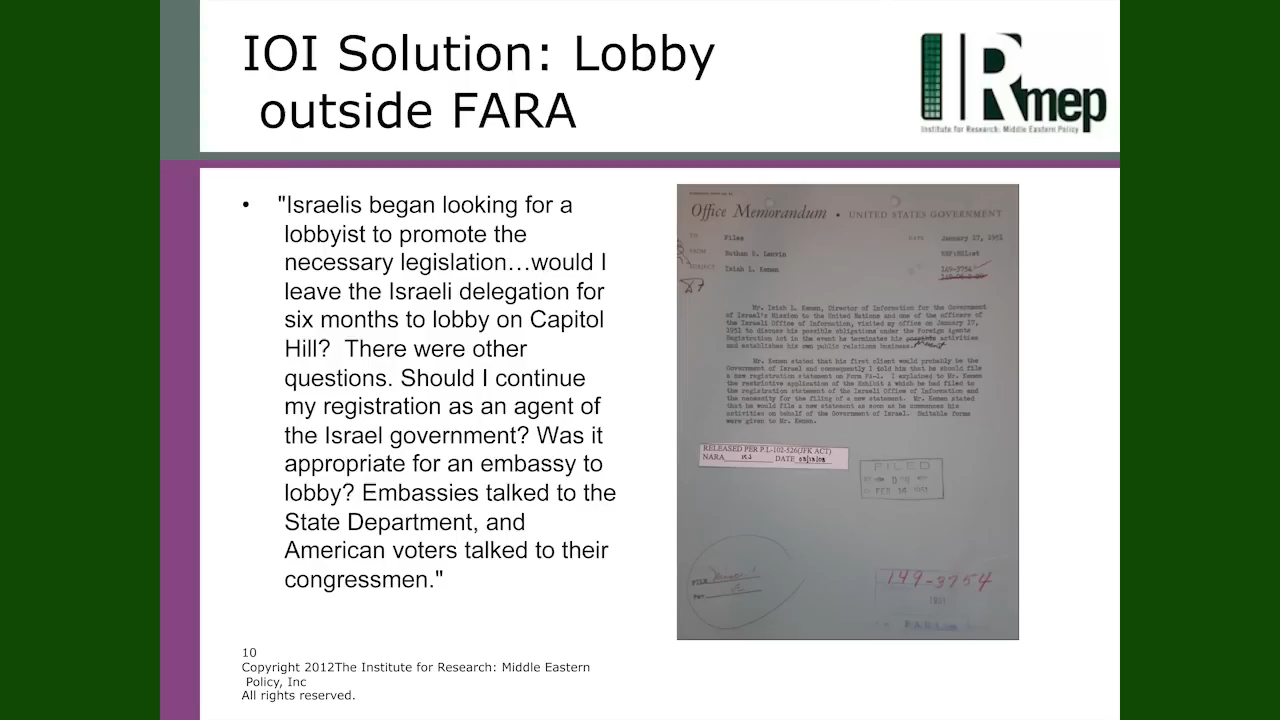 IOI Solution: Lobby
outside FARA
IRmep
Institute for Research: Middle Eastern Policy
• "Israelis began looking for a
lobbyist to promote the
necessary legislation…would I
leave the Israeli delegation for
six months to lobby on Capitol
Hill?  There were other
questions. Should I continue
my registration as an agent of
the Israel government? Was it
appropriate for an embassy to
lobby? Embassies talked to the
State Department, and
American voters talked to their
congressmen."
Office Memorandum • UNITED STATES GOVERNMENT
TO Files DATE January 17, 1951
FROM Nathan B. Lenvin
SUBJECT Isiah L. Kenen 149-3754
Mr. Isiah L. Kenen, Director of Information for the Government
of Israel's Mission to the United Nations and one of the officers of
the Israeli Office of Information, visited my office on January 17,
1951 to discuss his possible obligations under the Foreign Agents
Registration Act in the event he terminates his activities
and establishes his own public relations business.
Mr. Kenen stated that his first client would probably be the
Government of Israel and consequently I told him that he should file
a new registration statement on Form FA-1. I explained to Mr. Kenen
the restrictive application of the Exhibit A which he had filed to
the registration statement of the Israeli Office of Information and
the necessity for the filing of a new statement. Mr. Kenen stated
that he would file a new statement as soon as he commences his
activities on behalf of the Government of Israel. Suitable forms
were given to Mr. Kenen.
RELEASED PER P.L-102-526(JFK ACT)
NARA DATE
FILED
FEB 16 1951
FILE
149-3754
1951
10
Copyright 2012The Institute for Research: Middle Eastern
Policy, Inc
All rights reserved.